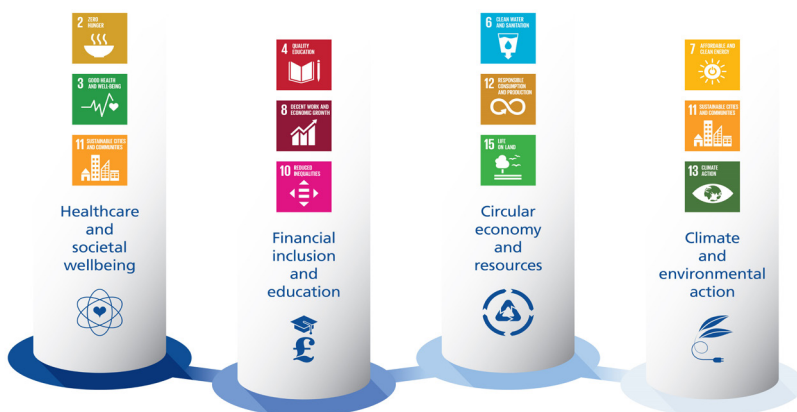 2 ZERO
HUNGER
3 GOOD HEALTH
AND WELL-BEING
11 SUSTAINABLE CITIES
AND COMMUNITIES
Healthcare
and
societal
wellbeing
4 QUALITY
EDUCATION
8 DECENT WORK AND
ECONOMIC GROWTH
10 REDUCED
INEQUALITIES
Financial
inclusion
and
education
£
6 CLEAN WATER
AND SANITATION
12 RESPONSIBLE
CONSUMPTION
AND PRODUCTION
15 LIFE
ON LAND
Circular
economy
and
resources
7 AFFORDABLE AND
CLEAN ENERGY
11 SUSTAINABLE CITIES
AND COMMUNITIES
13 CLIMATE
ACTION
Climate
and
environmental
action